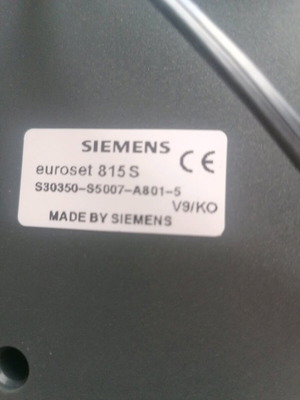 SIEMENS
euroset 815 S CE
S30350-S5007-A801-5
V9/KO
MADE BY SIEMENS